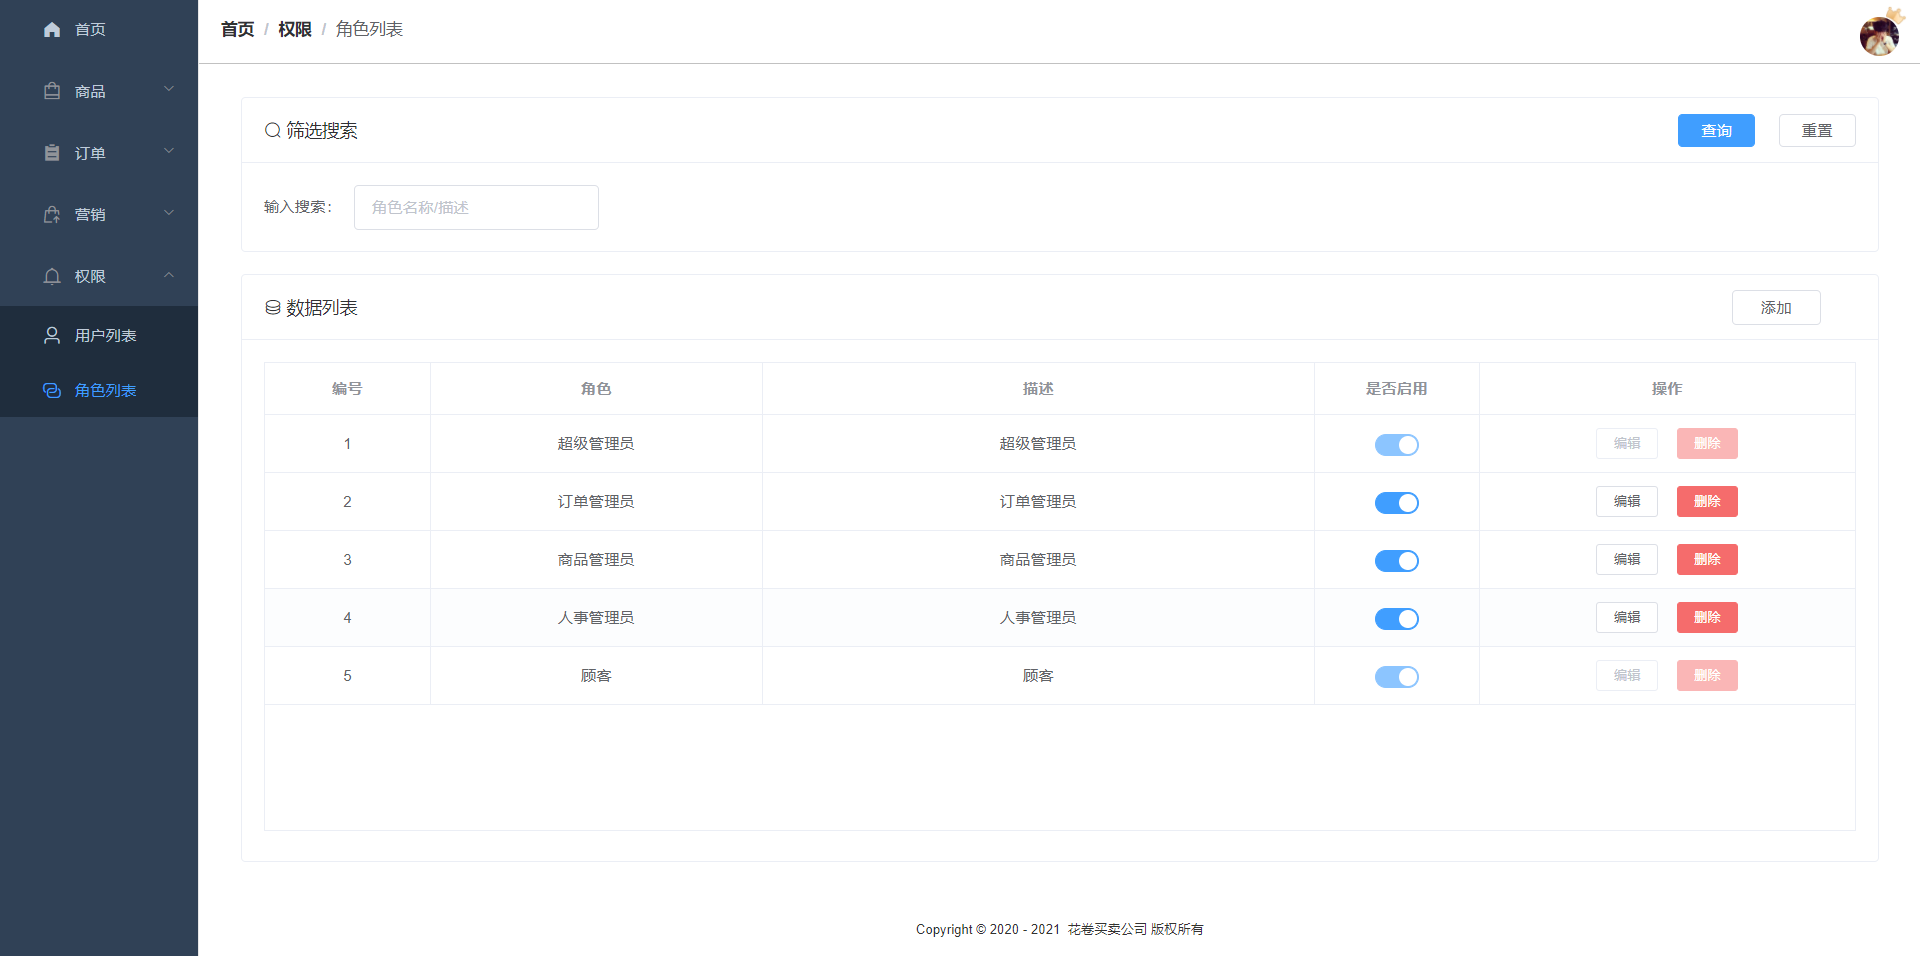 首页
商品
订单
营销
权限
用户列表
角色列表
首页 / 权限 / 角色列表
筛选搜索 查询 重置
输入搜索： 角色名称/描述
数据列表 添加
编号 角色 描述 是否启用 操作
1 超级管理员 超级管理员 编辑 删除
2 订单管理员 订单管理员 编辑 删除
3 商品管理员 商品管理员 编辑 删除
4 人事管理员 人事管理员 编辑 删除
5 顾客 顾客 编辑 删除
Copyright © 2020 - 2021 花卷买卖公司 版权所有